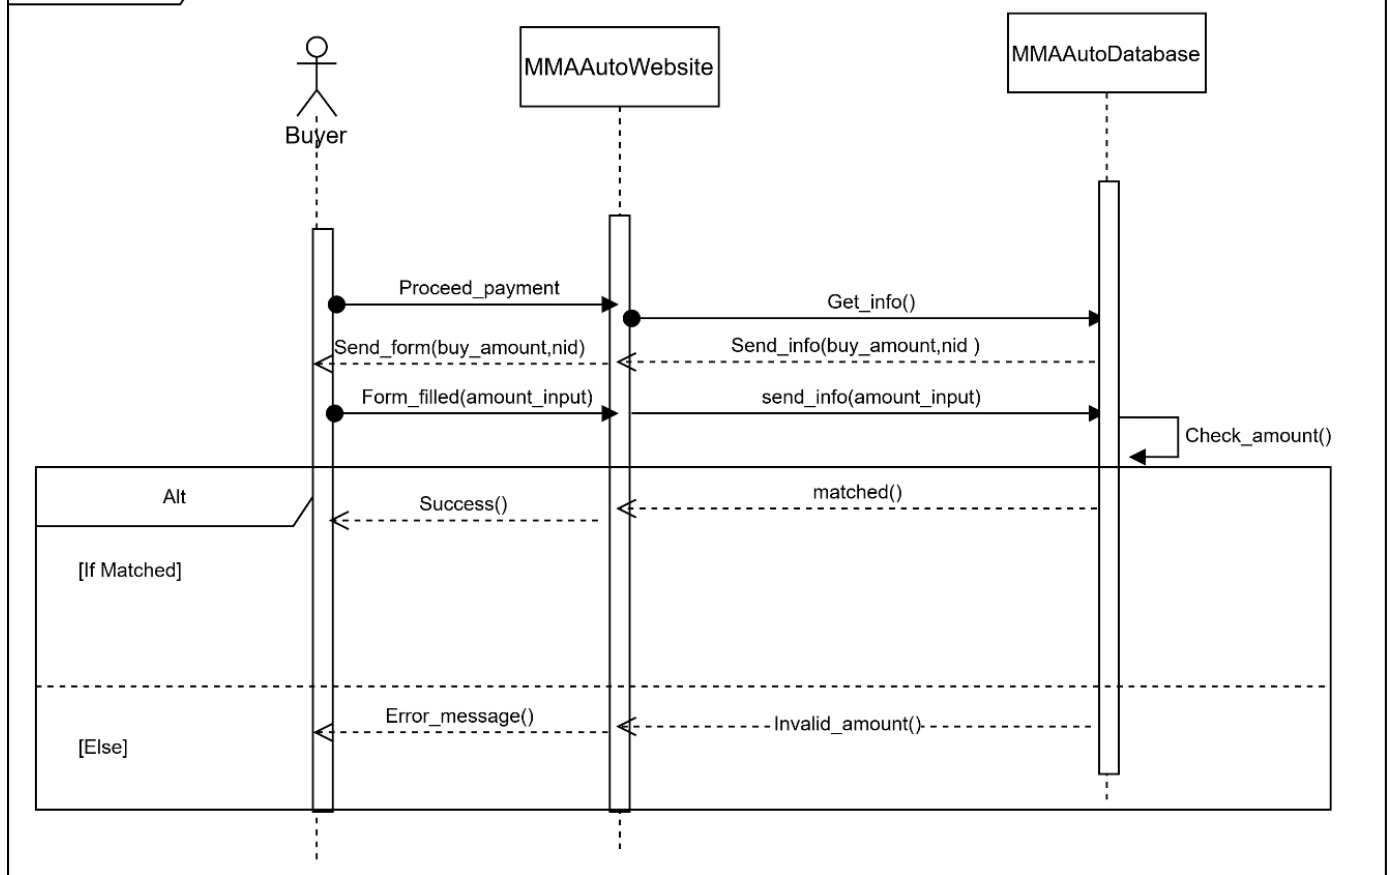 Buyer
MMAAutoWebsite
MMAAutoDatabase
Proceed_payment
Get_info()
Send_form(buy_amount,nid)
Send_info(buy_amount,nid )
Form_filled(amount_input)
send_info(amount_input)
Check_amount()
Alt
Success()
matched()
[If Matched]
Error_message()
Invalid_amount()
[Else]